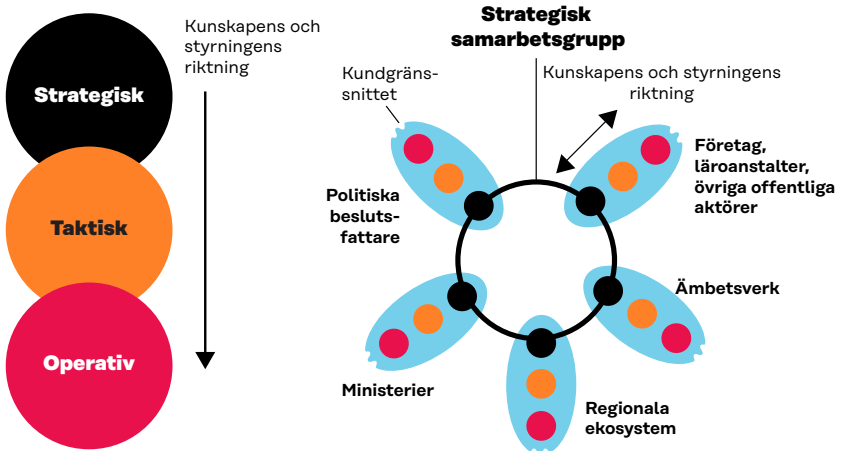 Kunskapens och
styrningens
riktning
Strategisk
Taktisk
Operativ
Strategisk
samarbetsgrupp
Kundgräns-
snittet
Kunskapens och styrningens
riktning
Företag,
läroanstalter,
övriga offentliga
aktörer
Politiska
besluts-
fattare
Ämbetsverk
Ministerier
Regionala
ekosystem